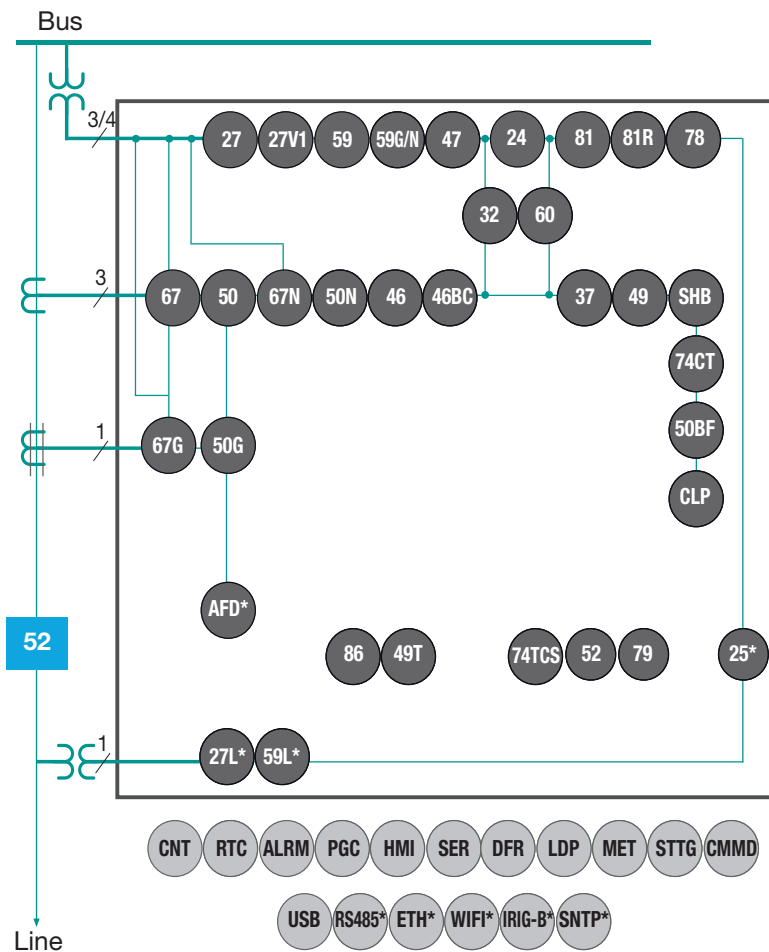 Bus
3/4
27 27V1 59 59G/N 47 24 81 81R 78
32 60
3
67 50 67N 50N 46 46BC 37 49 SHB
74CT
1
67G 50G 50BF
CLP
AFD*
52
86 49T 74TCS 52 79 25*
1
27L* 59L*
CNT RTC ALRM PGC HMI SER DFR LDP MET STTG CMMD
USB RS485* ETH* WIFI* IRIG-B* SNTP*
Line